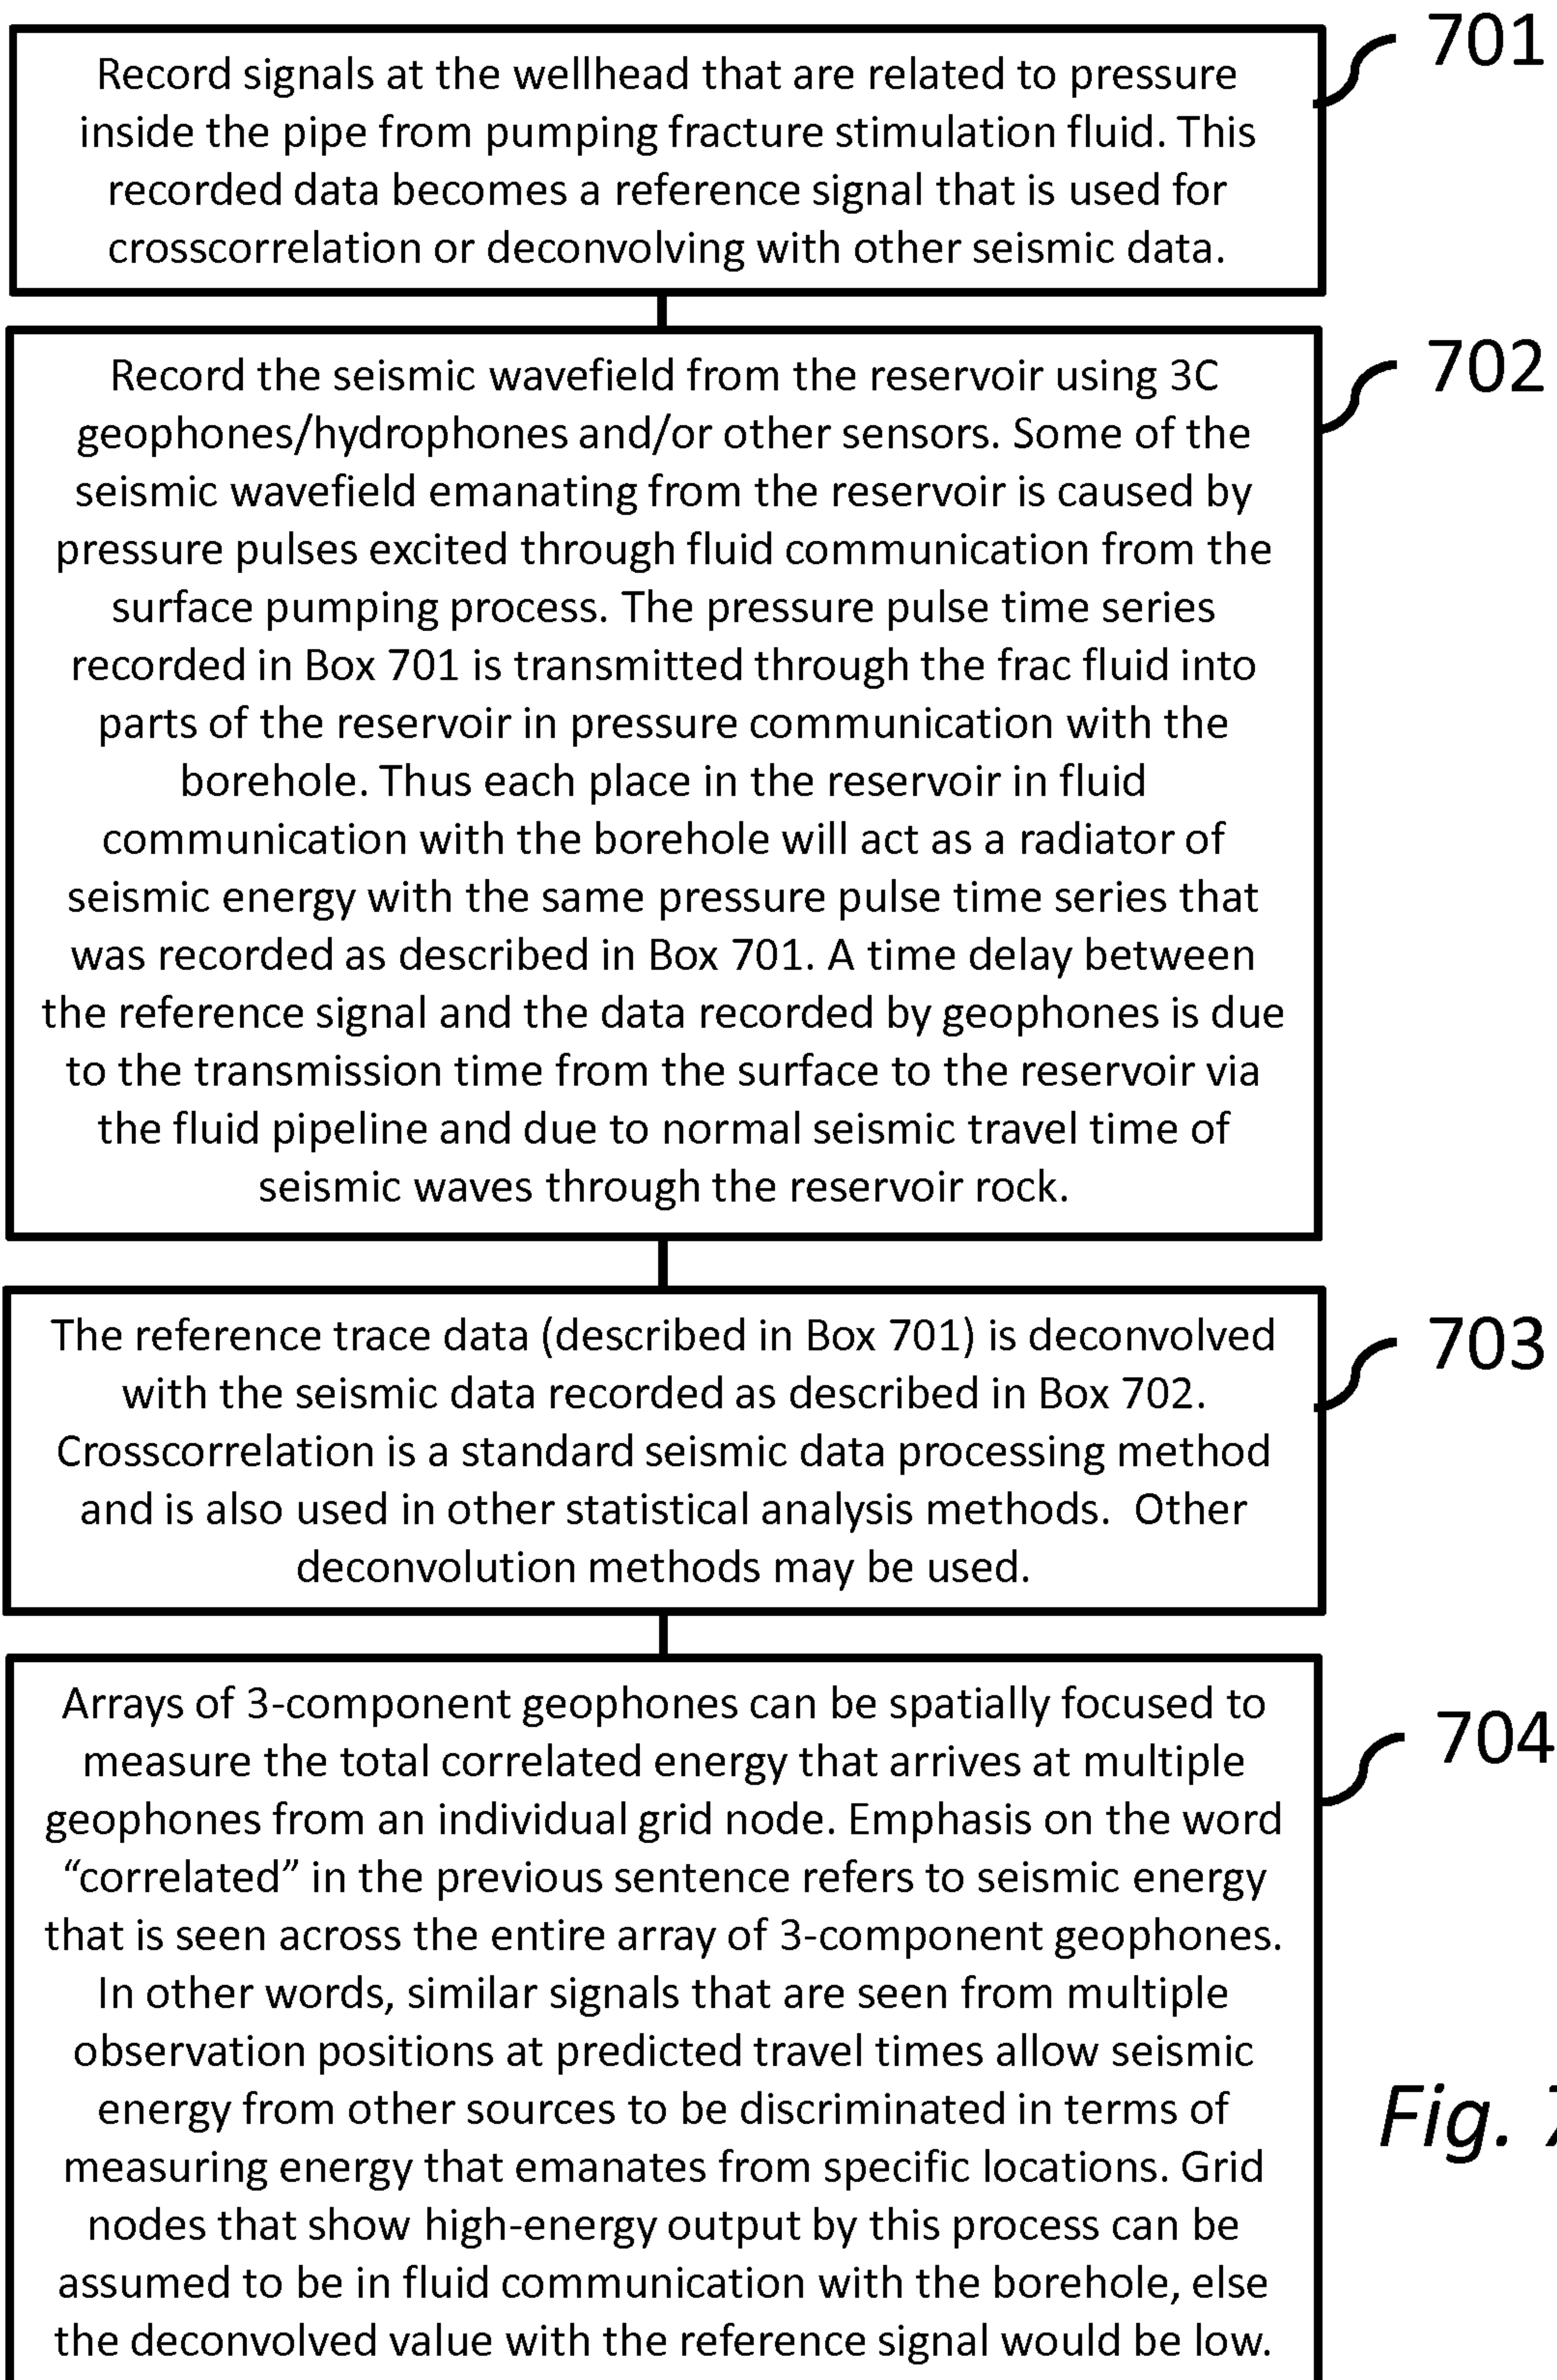 701
Record signals at the wellhead that are related to pressure
inside the pipe from pumping fracture stimulation fluid. This
recorded data becomes a reference signal that is used for
crosscorrelation or deconvolving with other seismic data.
702
Record the seismic wavefield from the reservoir using 3C
geophones/hydrophones and/or other sensors. Some of the
seismic wavefield emanating from the reservoir is caused by
pressure pulses excited through fluid communication from the
surface pumping process. The pressure pulse time series
recorded in Box 701 is transmitted through the frac fluid into
parts of the reservoir in pressure communication with the
borehole. Thus each place in the reservoir in fluid
communication with the borehole will act as a radiator of
seismic energy with the same pressure pulse time series that
was recorded as described in Box 701. A time delay between
the reference signal and the data recorded by geophones is due
to the transmission time from the surface to the reservoir via
the fluid pipeline and due to normal seismic travel time of
seismic waves through the reservoir rock.
703
The reference trace data (described in Box 701) is deconvolved
with the seismic data recorded as described in Box 702.
Crosscorrelation is a standard seismic data processing method
and is also used in other statistical analysis methods.  Other
deconvolution methods may be used.
704
Arrays of 3-component geophones can be spatially focused to
measure the total correlated energy that arrives at multiple
geophones from an individual grid node. Emphasis on the word
“correlated” in the previous sentence refers to seismic energy
that is seen across the entire array of 3-component geophones.
In other words, similar signals that are seen from multiple
observation positions at predicted travel times allow seismic
energy from other sources to be discriminated in terms of
measuring energy that emanates from specific locations. Grid
nodes that show high-energy output by this process can be
assumed to be in fluid communication with the borehole, else
the deconvolved value with the reference signal would be low.
Fig. 7